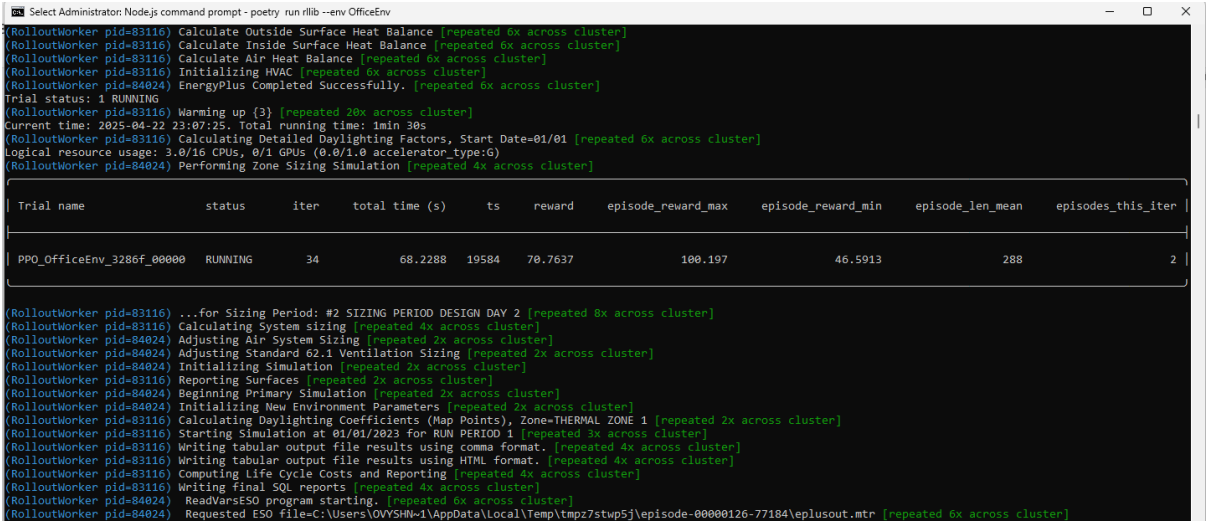 Select Administrator: Node.js command prompt - poetry run rllib --env OfficeEnv
(RolloutWorker pid=83116) Calculate Outside Surface Heat Balance [repeated 6x across cluster]
(RolloutWorker pid=83116) Calculate Inside Surface Heat Balance [repeated 6x across cluster]
(RolloutWorker pid=83116) Calculate Air Heat Balance [repeated 6x across cluster]
(RolloutWorker pid=83116) Initializing HVAC [repeated 6x across cluster]
(RolloutWorker pid=84024) EnergyPlus Completed Successfully. [repeated 6x across cluster]
Trial status: 1 RUNNING
(RolloutWorker pid=83116) Warming up {3} [repeated 20x across cluster]
Current time: 2025-04-22 23:07:25. Total running time: 1min 30s
(RolloutWorker pid=83116) Calculating Detailed Daylighting Factors, Start Date=01/01 [repeated 6x across cluster]
Logical resource usage: 3.0/16 CPUs, 0/1 GPUs (0.0/1.0 accelerator_type:G)
(RolloutWorker pid=84024) Performing Zone Sizing Simulation [repeated 4x across cluster]
Trial name status iter total time (s) ts reward episode_reward_max episode_reward_min episode_len_mean episodes_this_iter
PPO_OfficeEnv_3286f_00000 RUNNING 34 68.2288 19584 70.7637 100.197 46.5913 288 2
(RolloutWorker pid=83116) ...for Sizing Period: #2 SIZING PERIOD DESIGN DAY 2 [repeated 8x across cluster]
(RolloutWorker pid=83116) Calculating System sizing [repeated 4x across cluster]
(RolloutWorker pid=84024) Adjusting Air System Sizing [repeated 2x across cluster]
(RolloutWorker pid=84024) Adjusting Standard 62.1 Ventilation Sizing [repeated 2x across cluster]
(RolloutWorker pid=84024) Initializing Simulation [repeated 2x across cluster]
(RolloutWorker pid=83116) Reporting Surfaces [repeated 2x across cluster]
(RolloutWorker pid=84024) Beginning Primary Simulation [repeated 2x across cluster]
(RolloutWorker pid=84024) Initializing New Environment Parameters [repeated 2x across cluster]
(RolloutWorker pid=83116) Calculating Daylighting Coefficients (Map Points), Zone=THERMAL ZONE 1 [repeated 2x across cluster]
(RolloutWorker pid=83116) Starting Simulation at 01/01/2023 for RUN PERIOD 1 [repeated 3x across cluster]
(RolloutWorker pid=83116) Writing tabular output file results using comma format. [repeated 4x across cluster]
(RolloutWorker pid=83116) Writing tabular output file results using HTML format. [repeated 4x across cluster]
(RolloutWorker pid=83116) Computing Life Cycle Costs and Reporting [repeated 4x across cluster]
(RolloutWorker pid=83116) Writing final SQL reports [repeated 4x across cluster]
(RolloutWorker pid=84024) ReadVarsESO program starting. [repeated 6x across cluster]
(RolloutWorker pid=84024) Requested ESO file=C:\Users\OVYSHN~1\AppData\Local\Temp\tmpz7stwp5j\episode-00000126-77184\eplusout.mtr [repeated 6x across cluster]